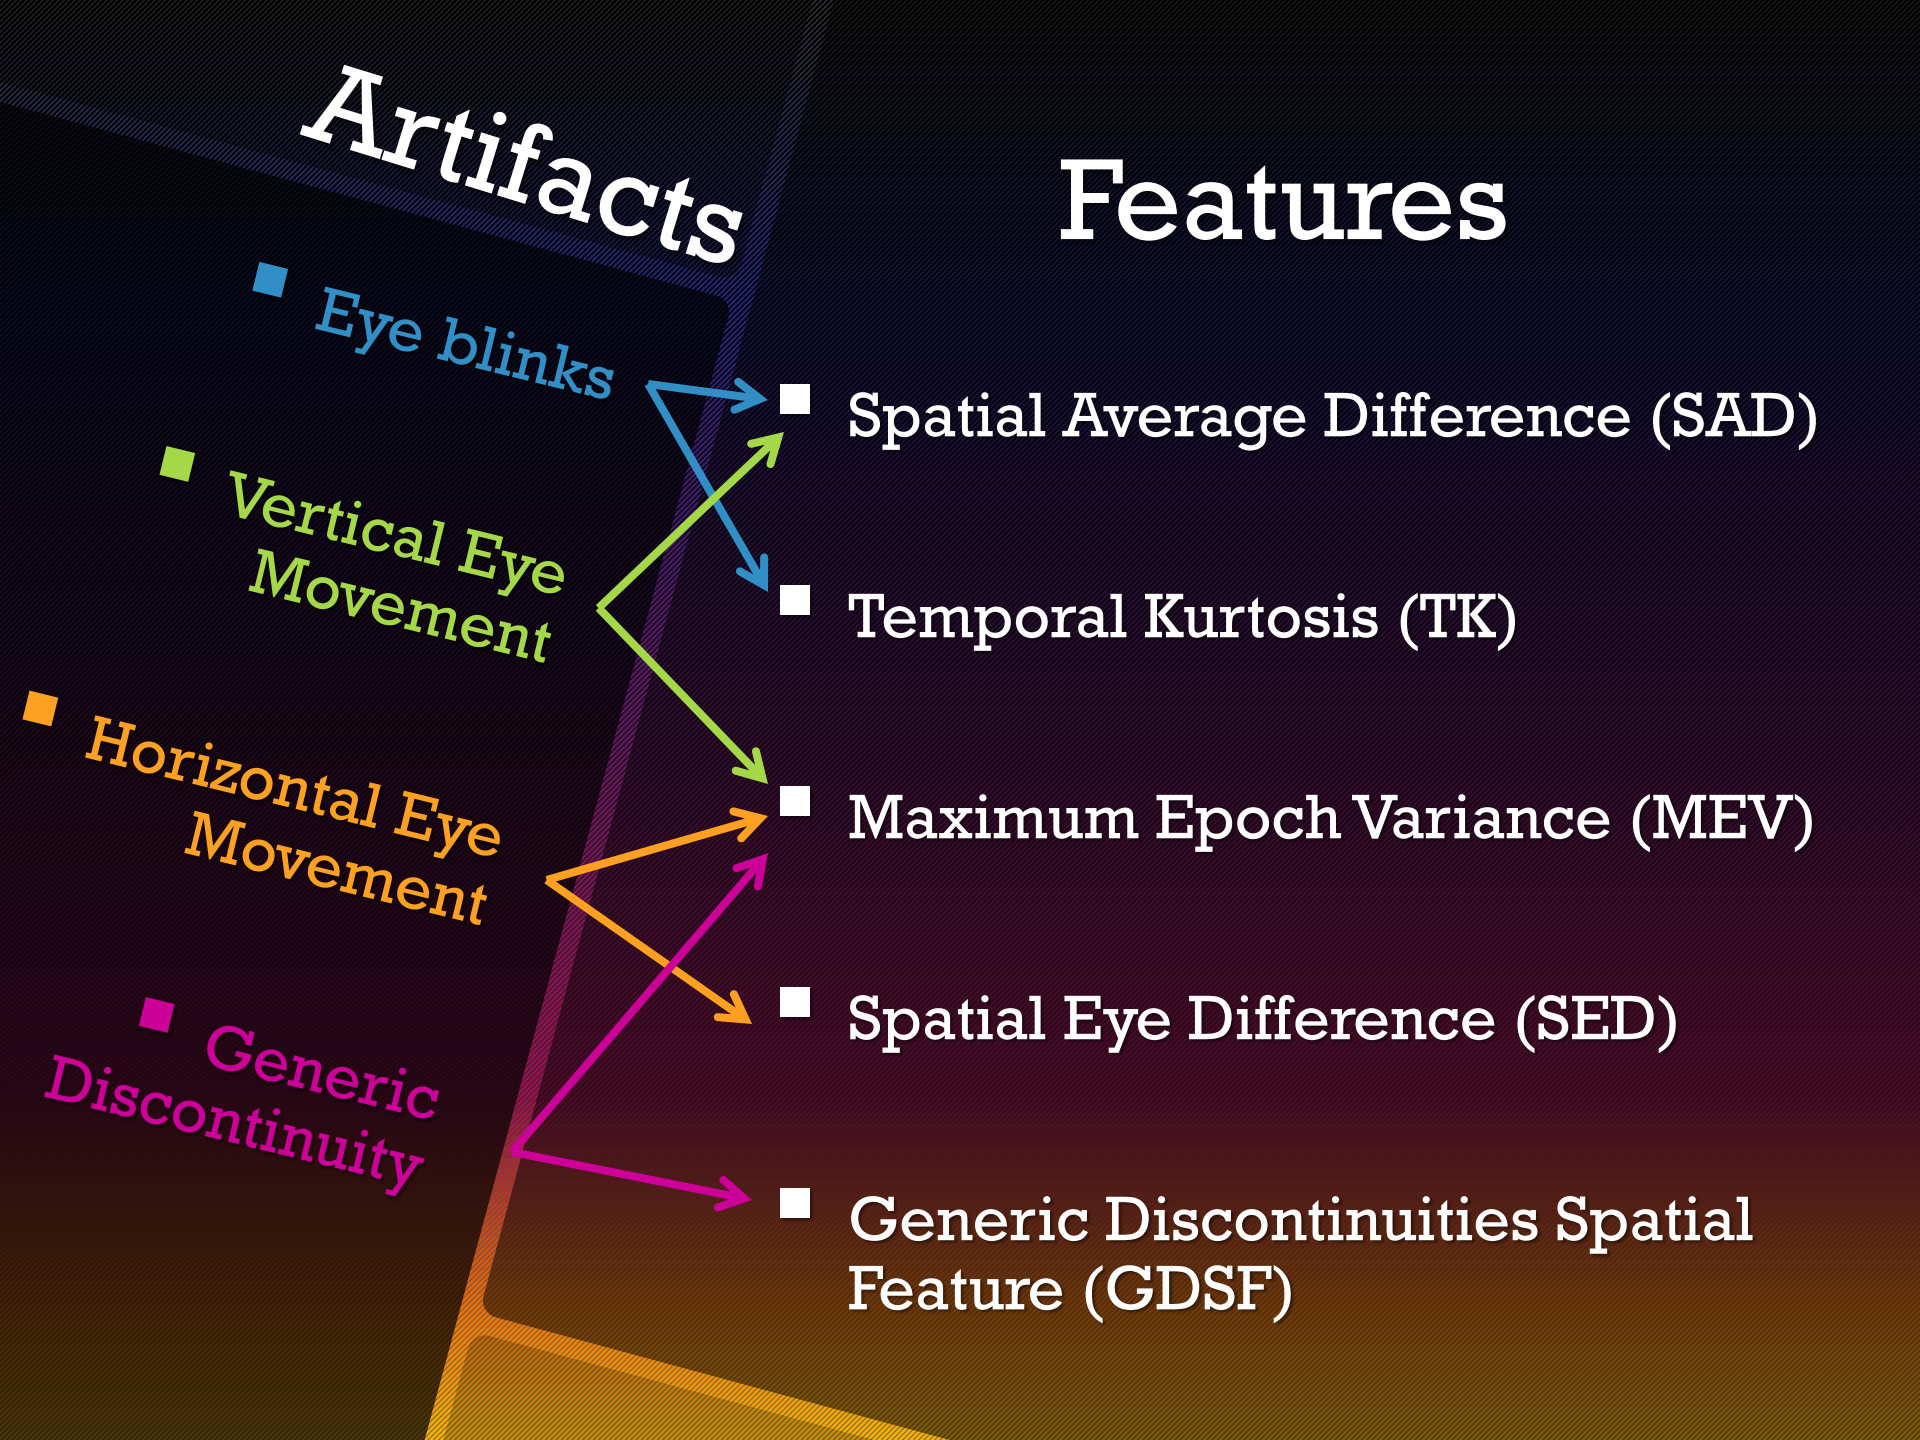 Artifacts
Eye blinks
Vertical Eye
Movement
Horizontal Eye
Movement
Generic
Discontinuity
Features
Spatial Average Difference (SAD)
Temporal Kurtosis (TK)
Maximum Epoch Variance (MEV)
Spatial Eye Difference (SED)
Generic Discontinuities Spatial
Feature (GDSF)